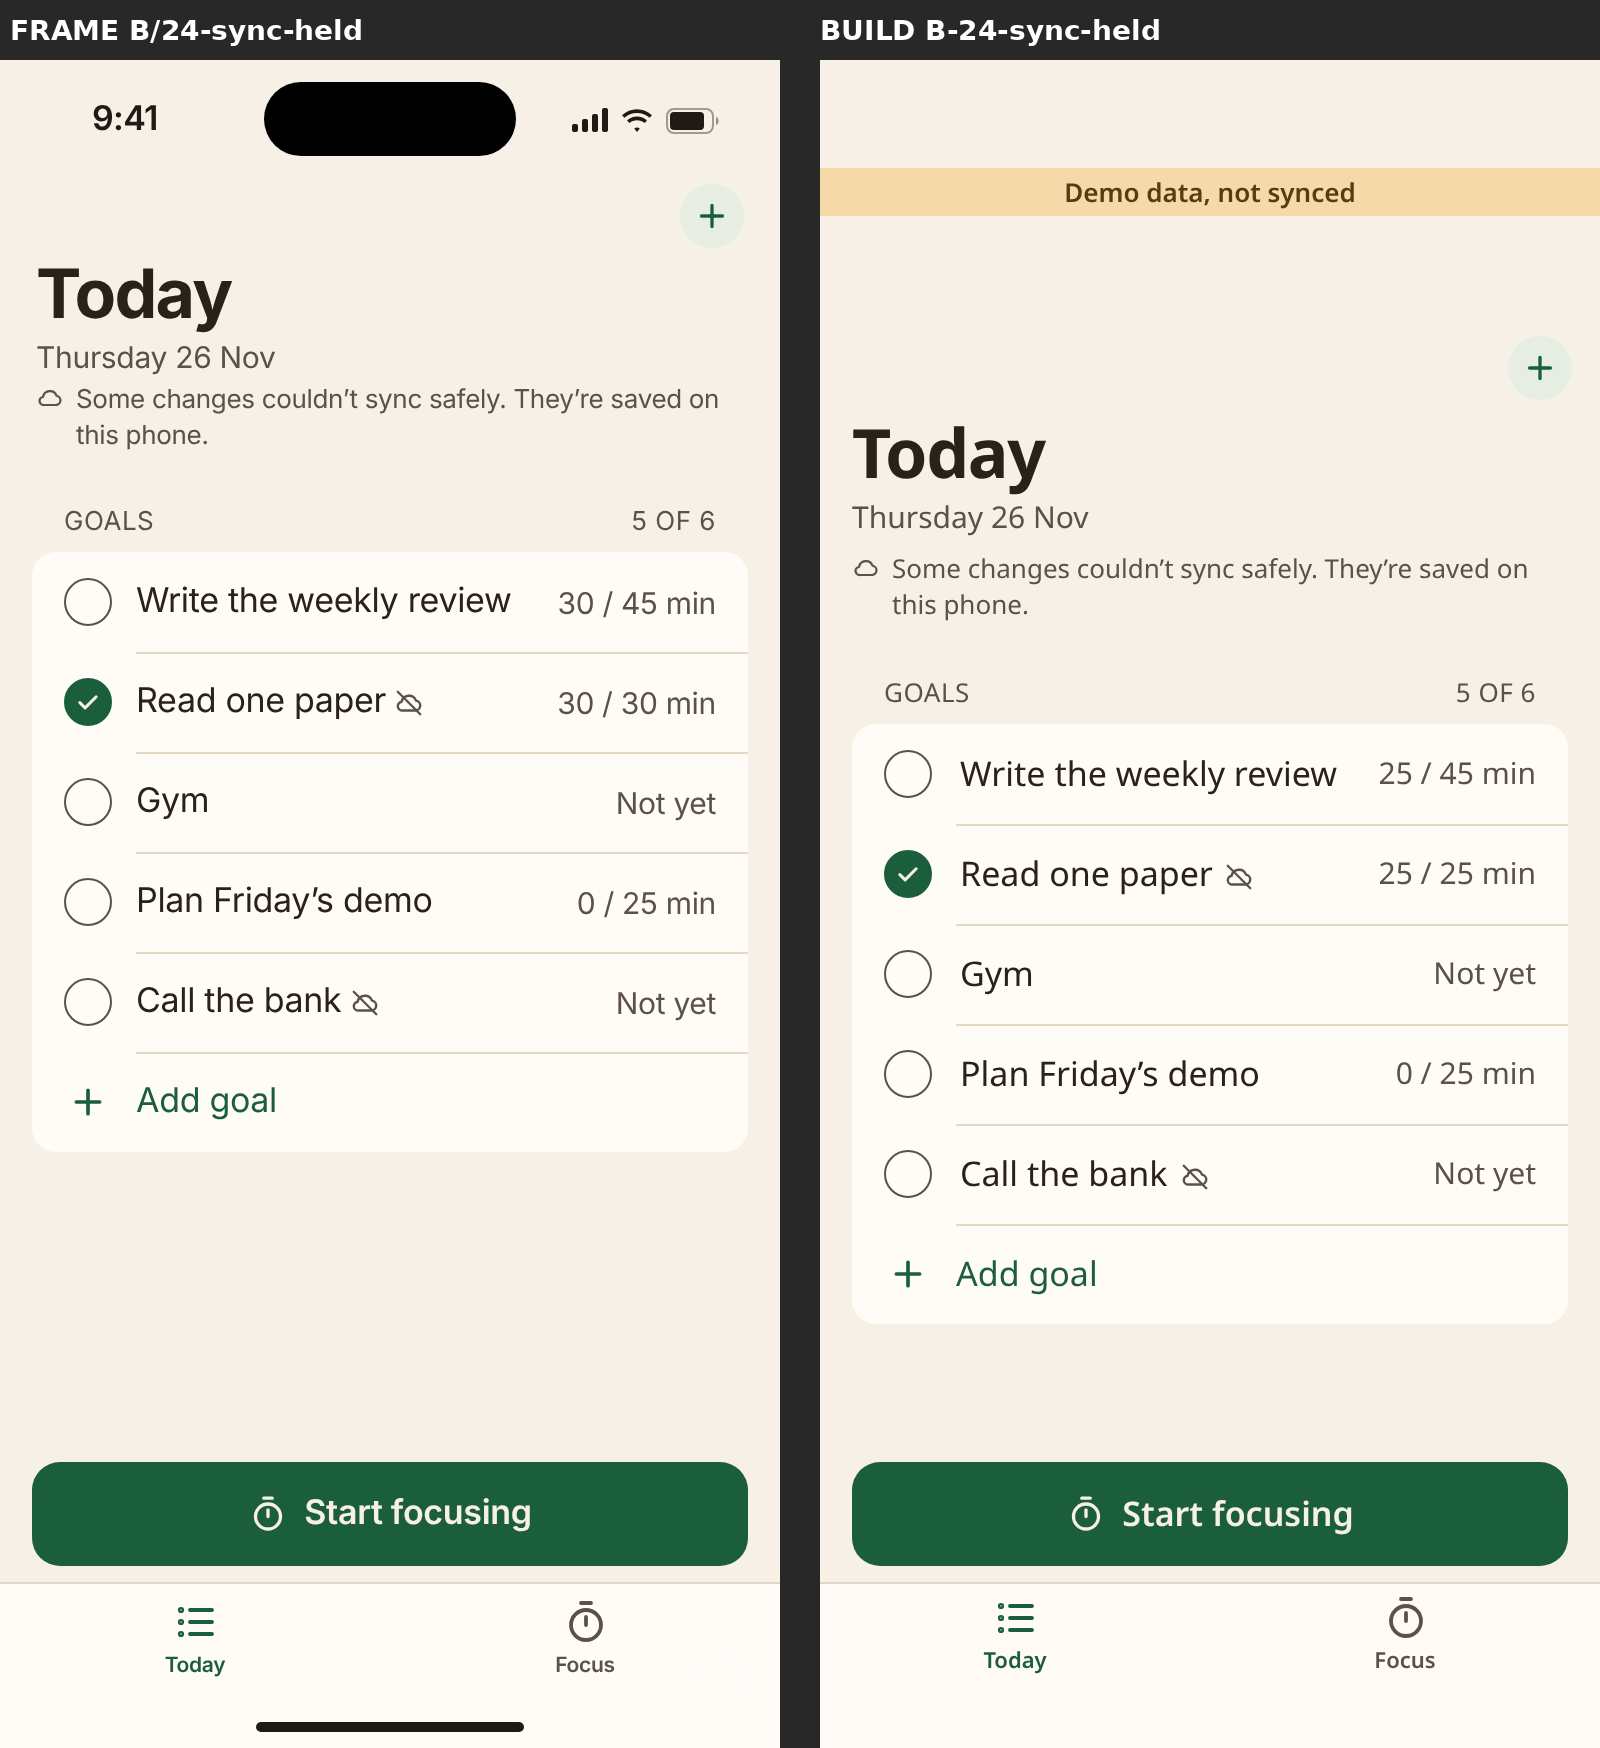 FRAME B/24-sync-held
9:41
Today
Thursday 26 Nov
Some changes couldn’t sync safely. They’re saved on
this phone.
GOALS 5 OF 6
Write the weekly review 30 / 45 min
Read one paper 30 / 30 min
Gym Not yet
Plan Friday’s demo 0 / 25 min
Call the bank Not yet
Add goal
Start focusing
Today Focus
BUILD B-24-sync-held
Demo data, not synced
Today
Thursday 26 Nov
Some changes couldn’t sync safely. They’re saved on
this phone.
GOALS 5 OF 6
Write the weekly review 25 / 45 min
Read one paper 25 / 25 min
Gym Not yet
Plan Friday’s demo 0 / 25 min
Call the bank Not yet
Add goal
Start focusing
Today Focus